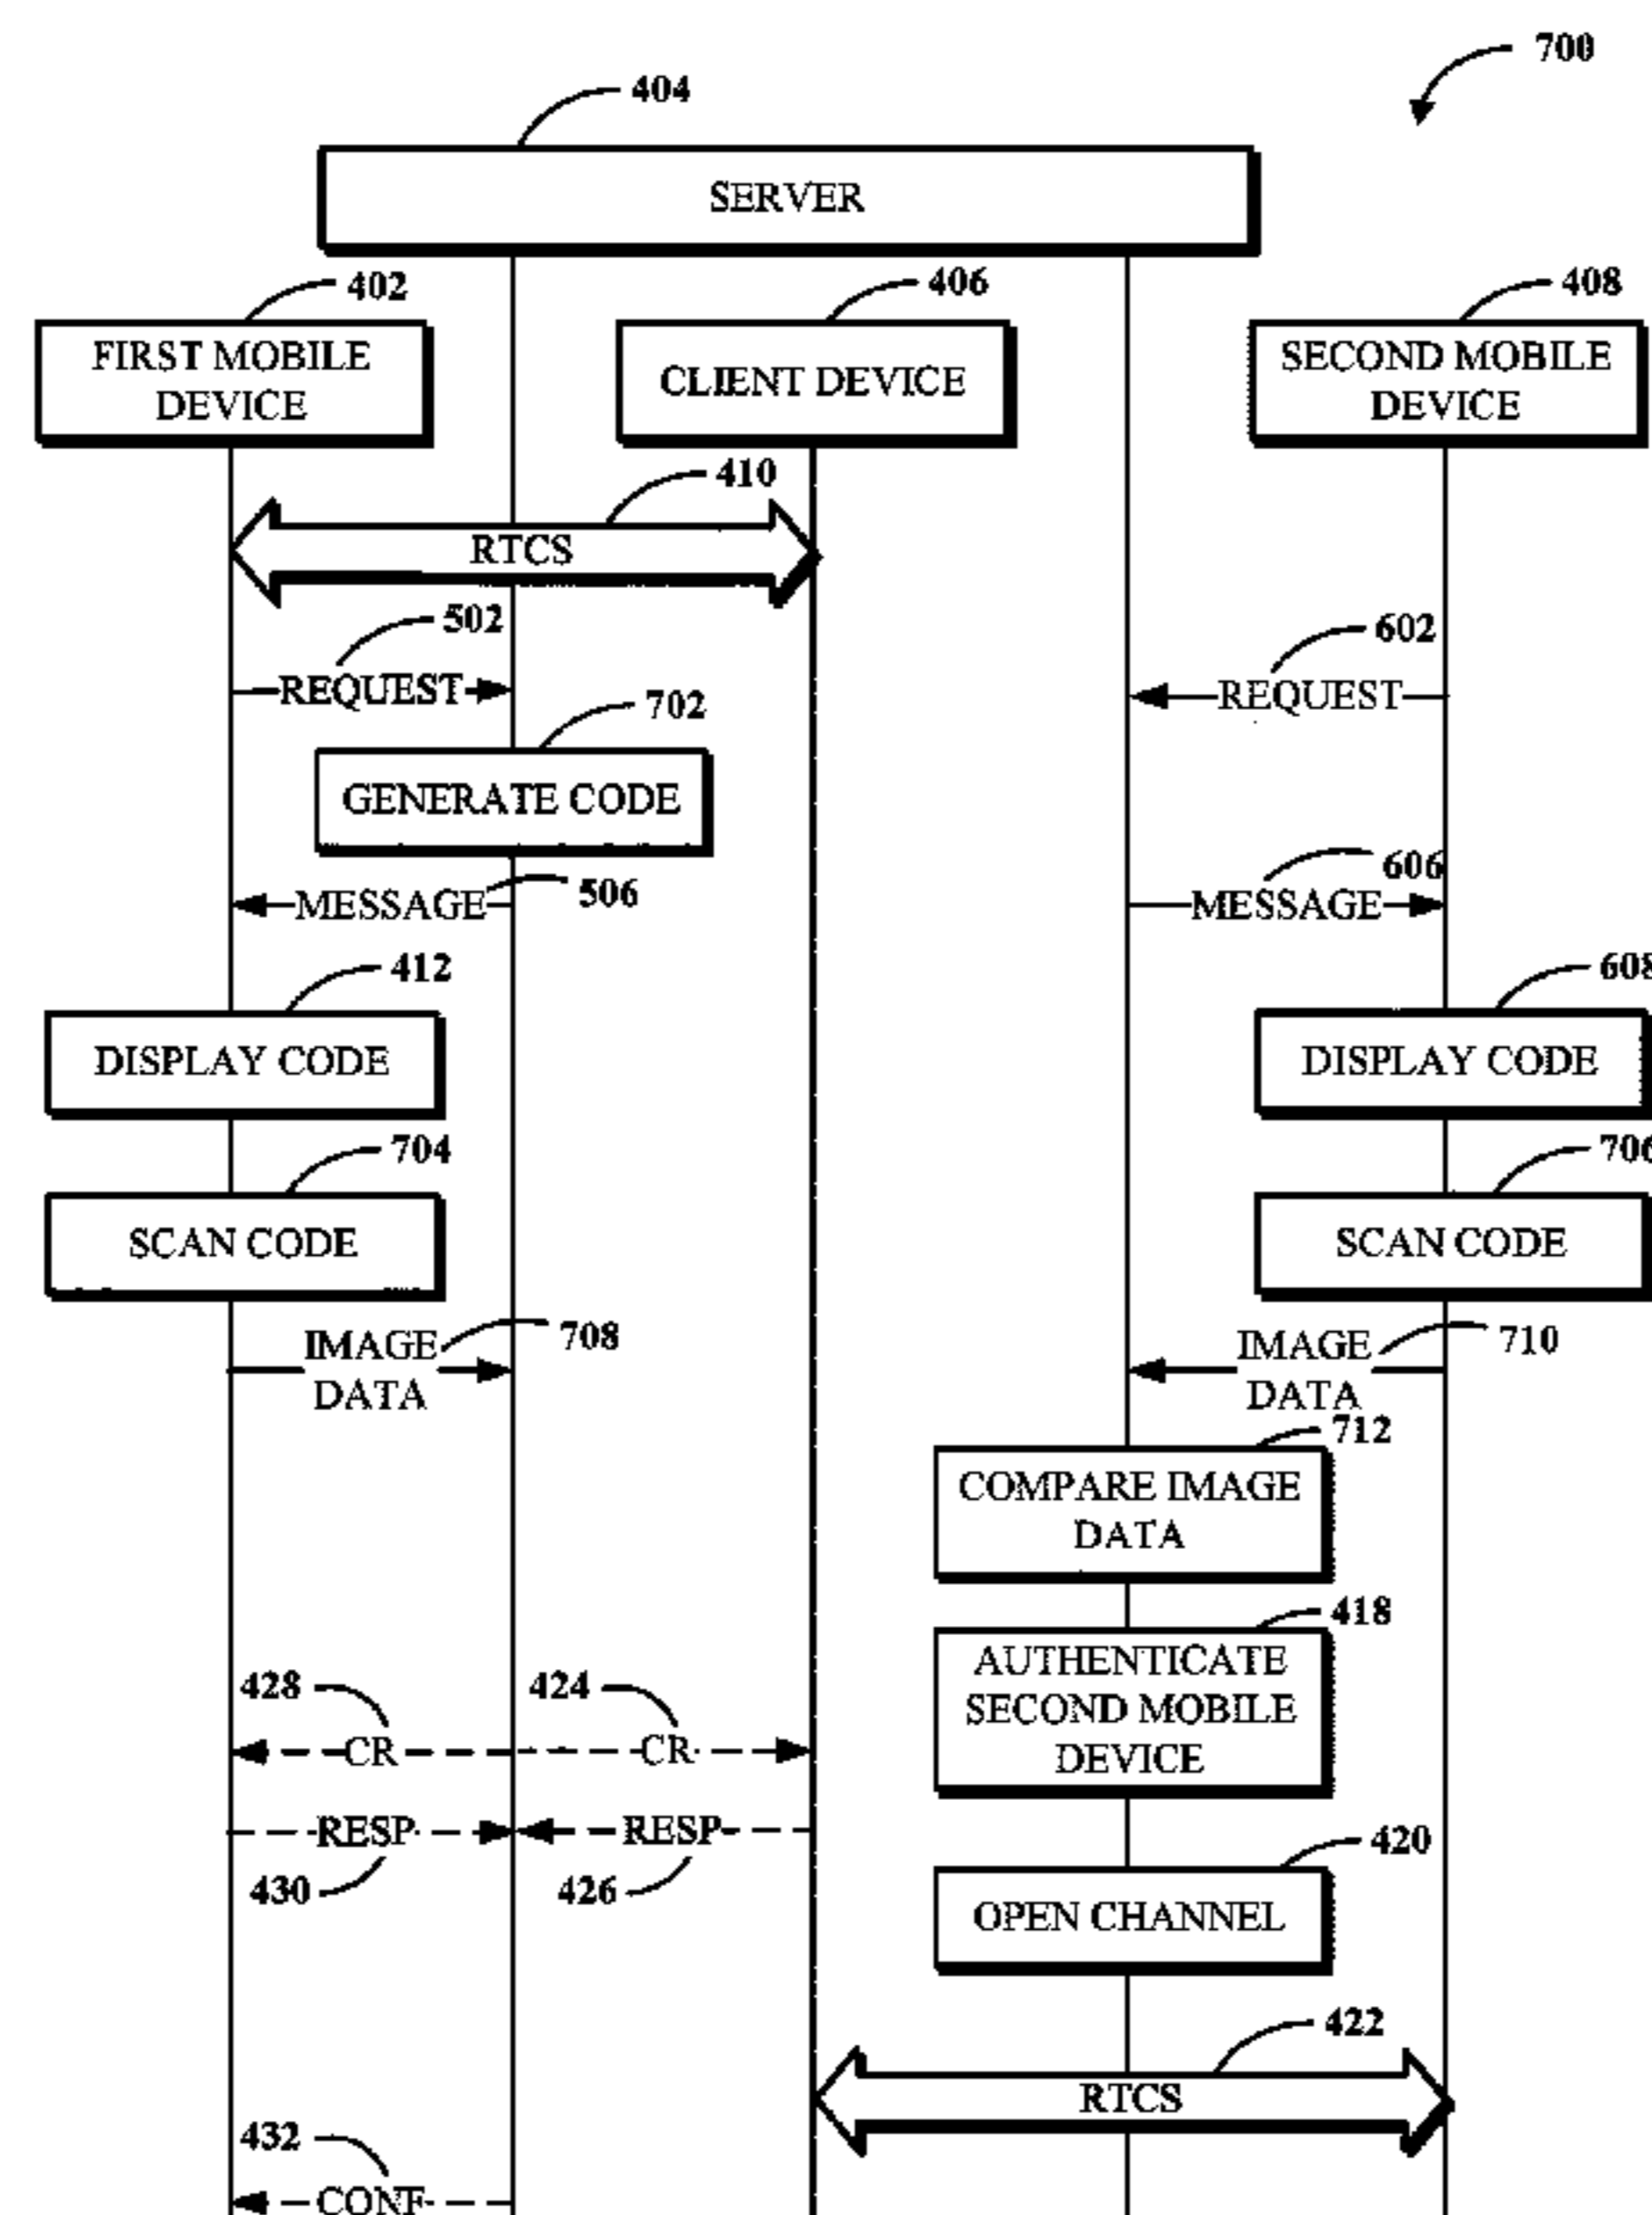 700
404
SERVER
402
406
408
FIRST MOBILE
DEVICE
CLIENT DEVICE
SECOND MOBILE
DEVICE
410
RTCS
502
602
REQUEST
REQUEST
702
GENERATE CODE
606
MESSAGE
506
MESSAGE
412
608
DISPLAY CODE
DISPLAY CODE
704
706
SCAN CODE
SCAN CODE
IMAGE
DATA
708
IMAGE
DATA
710
712
COMPARE IMAGE
DATA
418
AUTHENTICATE
SECOND MOBILE
DEVICE
428
424
CR
CR
RESP
RESP
430
426
420
OPEN CHANNEL
422
RTCS
432
CONF